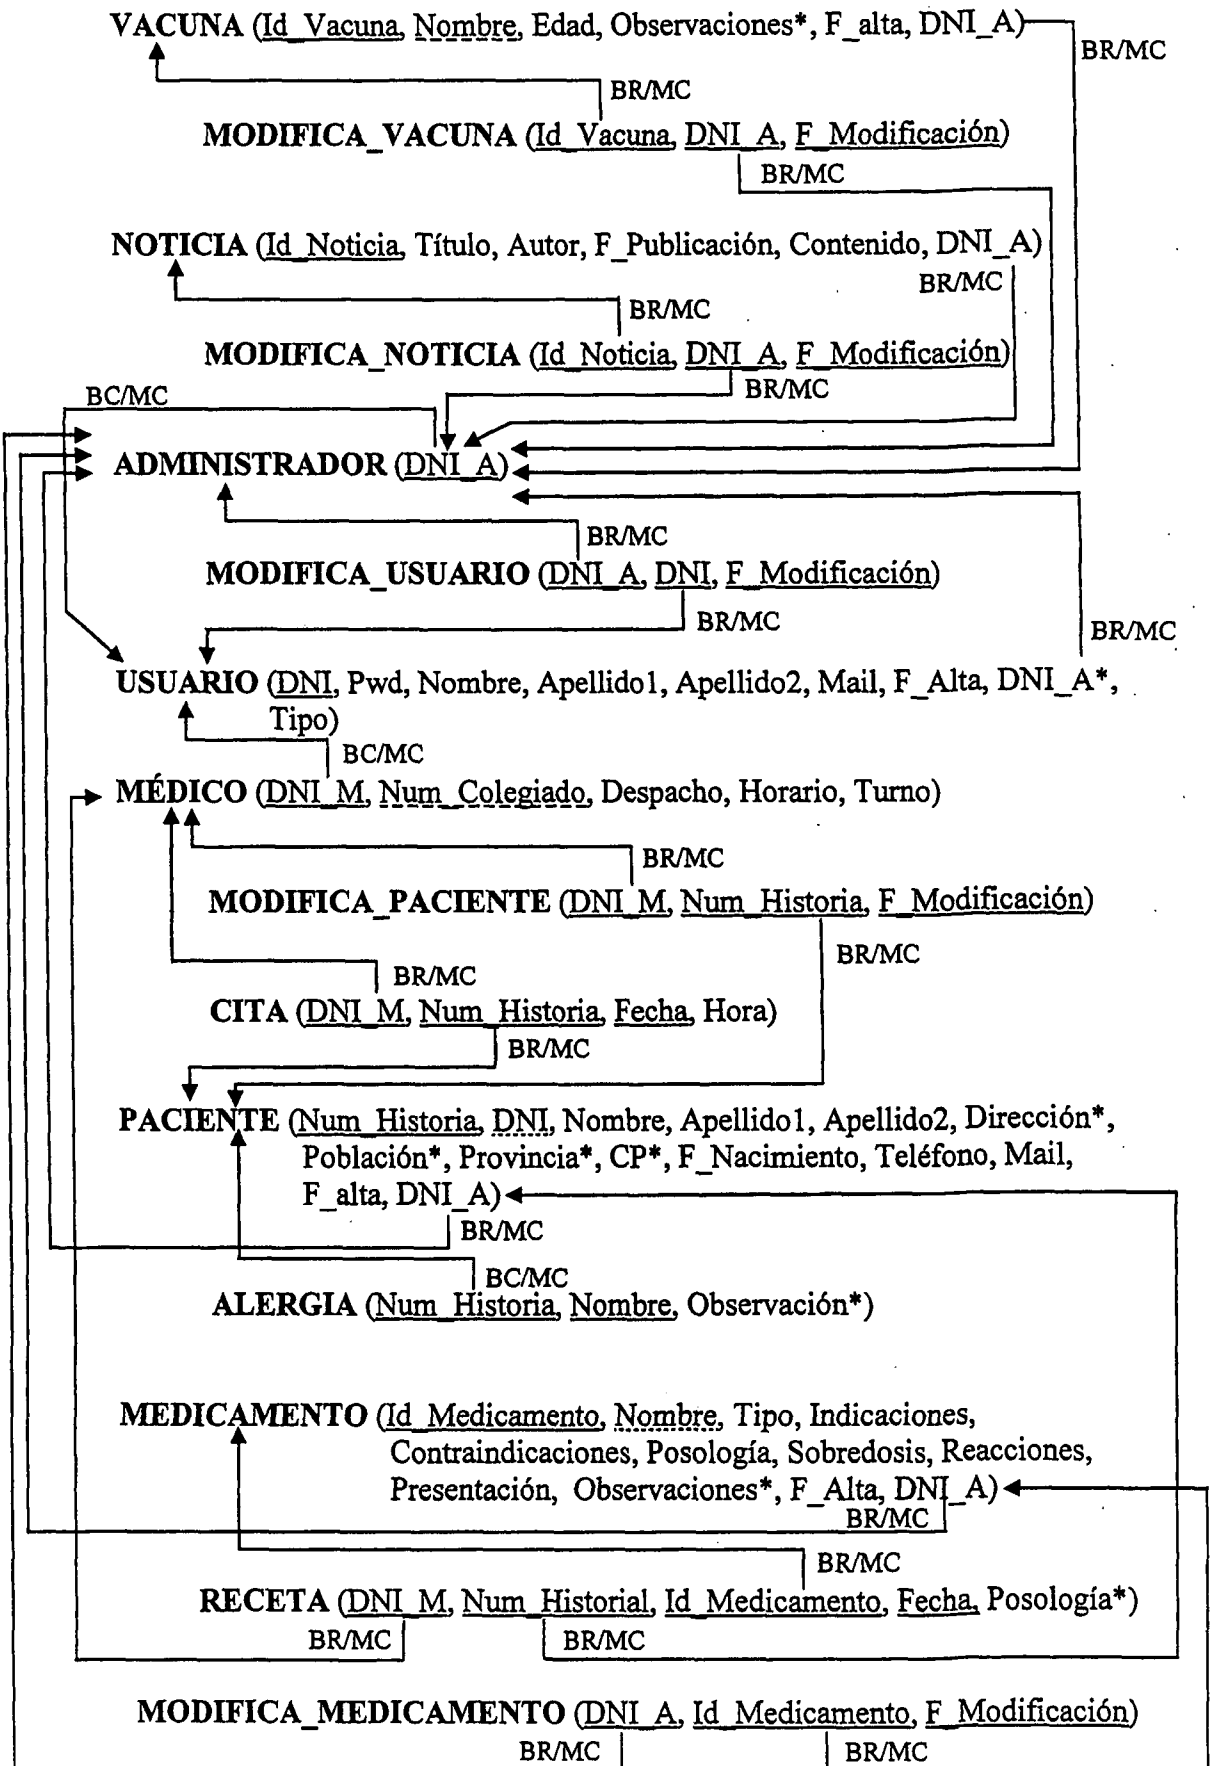 VACUNA (Id_Vacuna, Nombre, Edad, Observaciones*, F_alta, DNI_A)
BR/MC
BR/MC
MODIFICA_VACUNA (Id_Vacuna, DNI_A, F_Modificación)
BR/MC
NOTICIA (Id_Noticia, Título, Autor, F_Publicación, Contenido, DNI_A)
BR/MC
BR/MC
MODIFICA_NOTICIA (Id_Noticia, DNI_A, F_Modificación)
BR/MC
BC/MC
ADMINISTRADOR (DNI_A)
BR/MC
MODIFICA_USUARIO (DNI_A, DNI, F_Modificación)
BR/MC
BR/MC
USUARIO (DNI, Pwd, Nombre, Apellido1, Apellido2, Mail, F_Alta, DNI_A*,
Tipo)
BC/MC
MÉDICO (DNI_M, Num_Colegiado, Despacho, Horario, Turno)
BR/MC
MODIFICA_PACIENTE (DNI_M, Num_Historia, F_Modificación)
BR/MC
BR/MC
CITA (DNI_M, Num_Historia, Fecha, Hora)
BR/MC
PACIENTE (Num_Historia, DNI, Nombre, Apellido1, Apellido2, Dirección*,
Población*, Provincia*, CP*, F_Nacimiento, Teléfono, Mail,
F_alta, DNI_A)
BR/MC
BC/MC
ALERGIA (Num_Historia, Nombre, Observación*)
MEDICAMENTO (Id_Medicamento, Nombre, Tipo, Indicaciones,
Contraindicaciones, Posología, Sobredosis, Reacciones,
Presentación, Observaciones*, F_Alta, DNI_A)
BR/MC
BR/MC
RECETA (DNI_M, Num_Historial, Id_Medicamento, Fecha, Posología*)
BR/MC
BR/MC
MODIFICA_MEDICAMENTO (DNI_A, Id_Medicamento, F_Modificación)
BR/MC
BR/MC